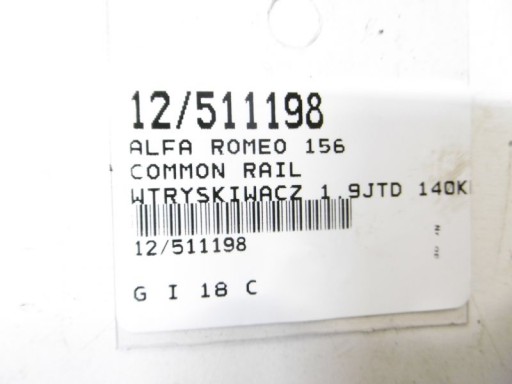 12/511198
ALFA ROMEO 156
COMMON RAIL
WTRYSKIWACZ 1.9JTD 140K
12/511198
G I 18 C